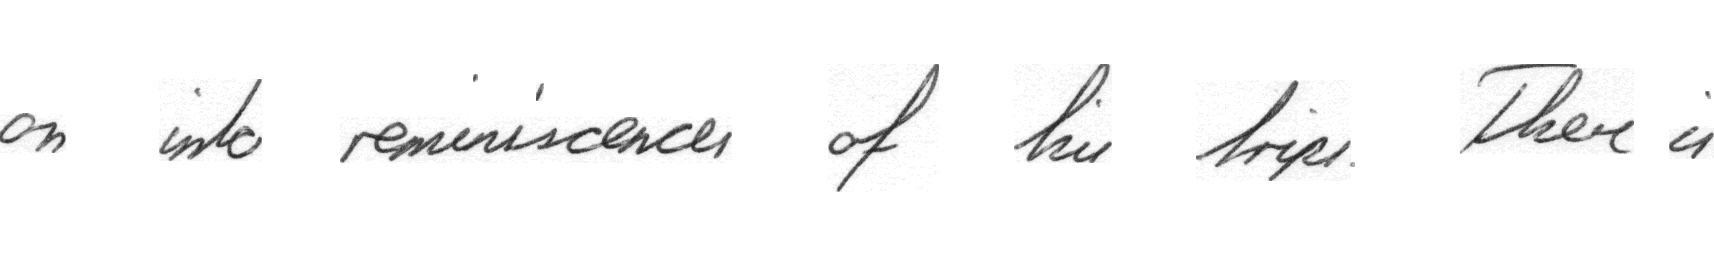 on into reminiscences of his trips. There is